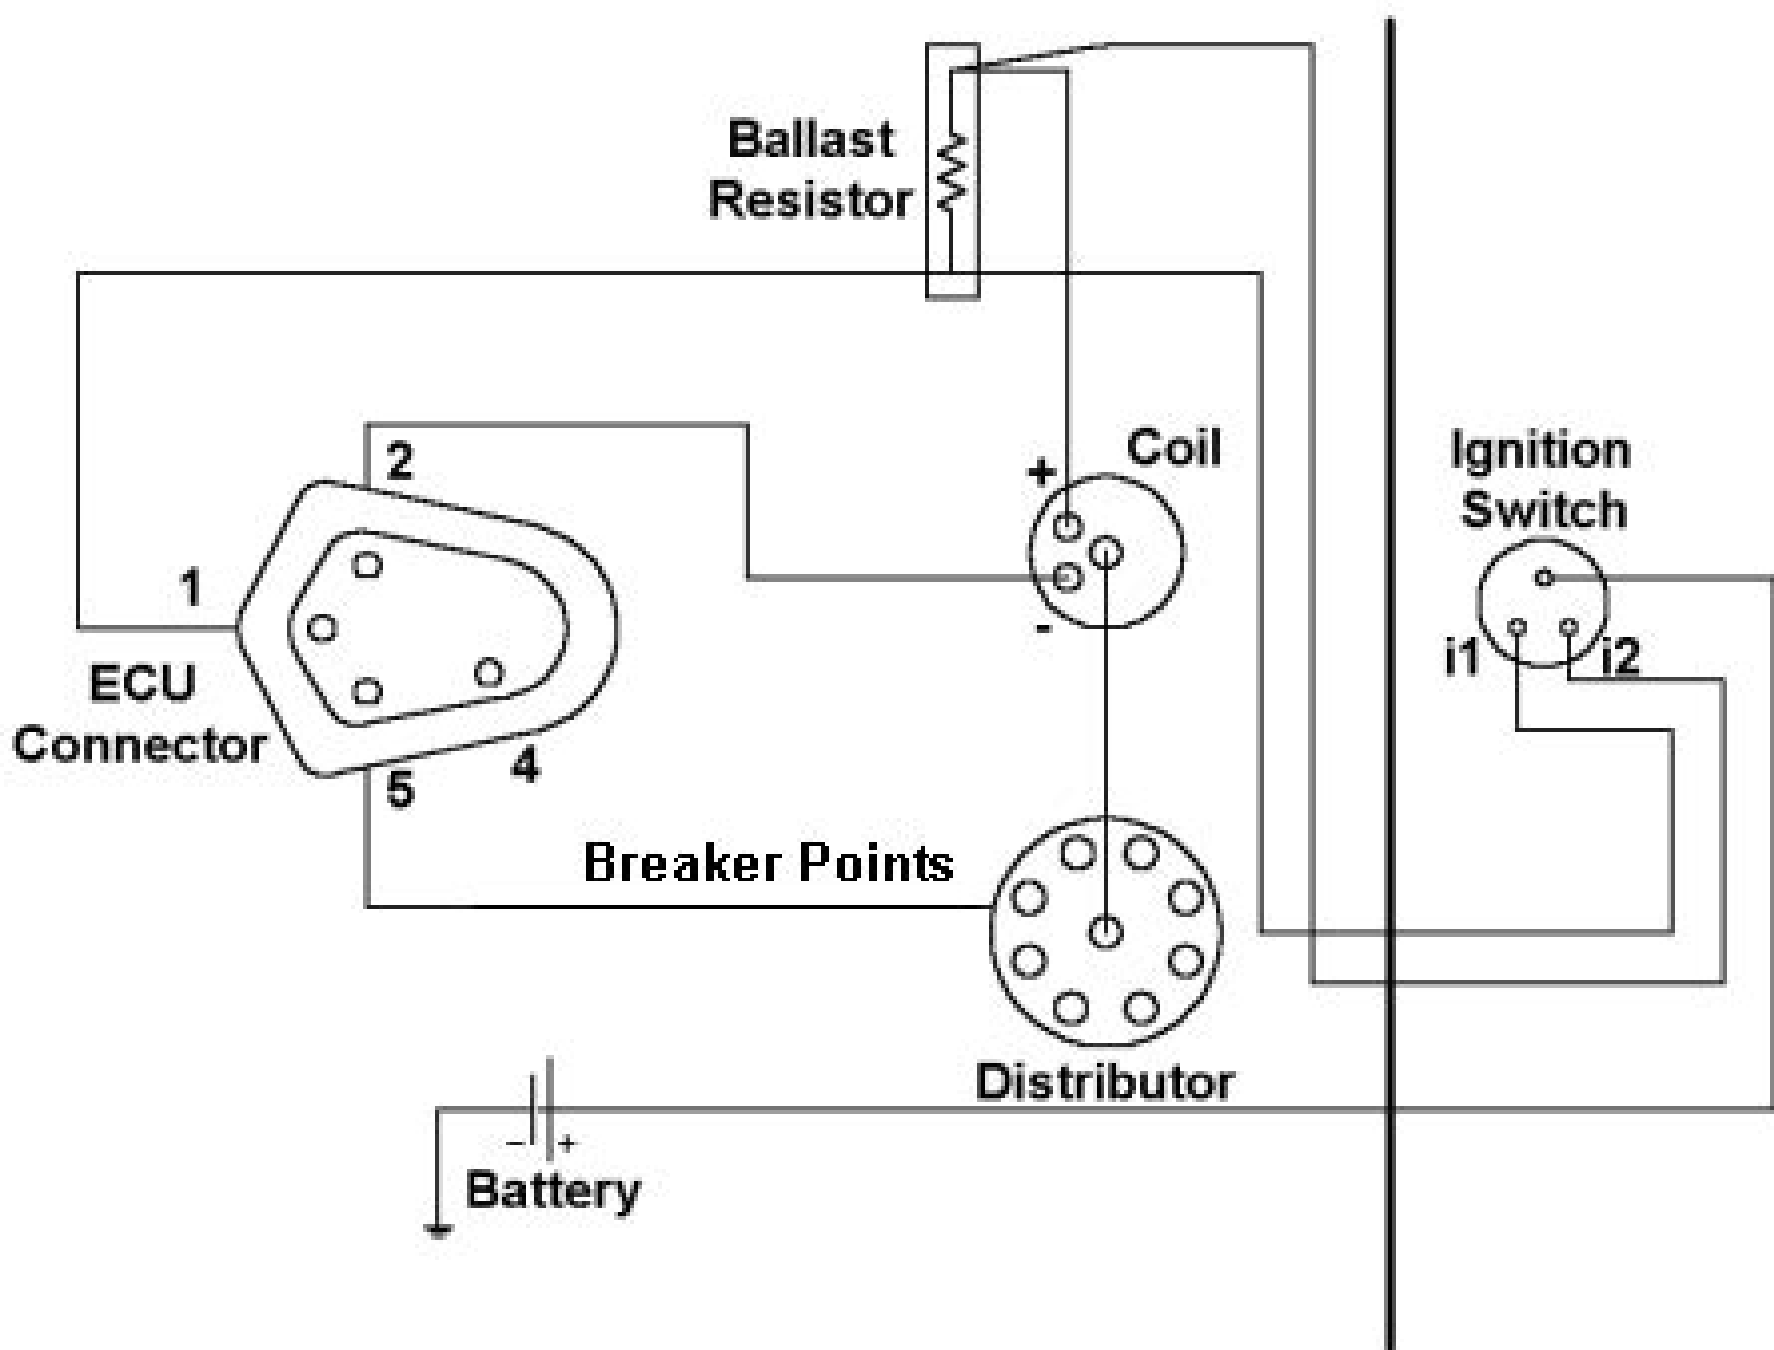 Ballast
Resistor
2
+
Coil
Ignition
Switch
1
-
i1
i2
ECU
Connector
4
5
Breaker Points
Distributor
- +
Battery